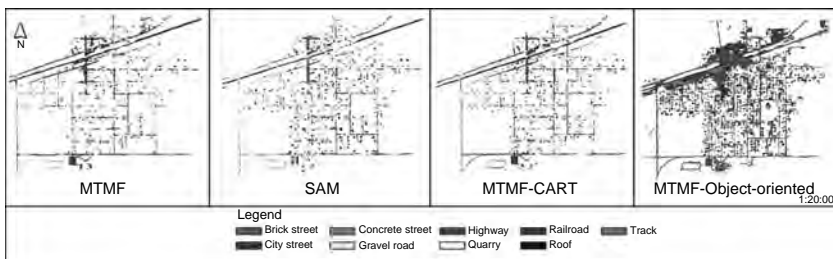 N
MTMF
SAM
MTMF-CART
MTMF-Object-oriented
1:20:00
Legend
Brick street Concrete street Highway Railroad Track
City street Gravel road Quarry Roof